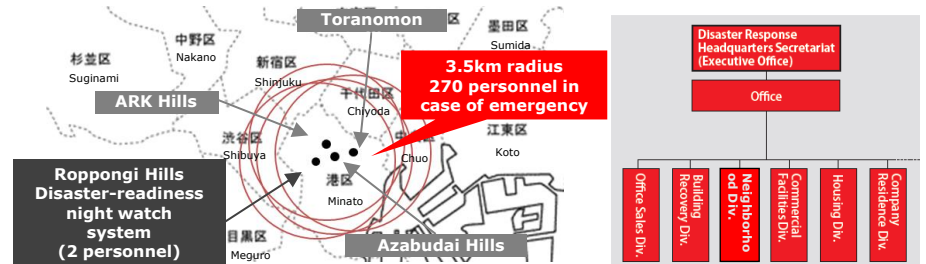 Toranomon
墨田区
Sumida
中野区
Nakano
杉並区
Suginami
新宿区
Shinjuku
3.5km radius
270 personnel in
case of emergency
ARK Hills
千代田区
Chiyoda
江東区
Koto
渋谷区
Shibuya
Chuo
Roppongi Hills
Disaster-readiness
night watch
system
(2 personnel)
港区
Minato
目黒区
Meguro
Azabudai Hills
Disaster Response
Headquarters Secretariat
(Executive Office)
Office
Office Sales Div.
Building
Recovery Div.
Neighborho
od Div.
Commercial
Facilities Div.
Housing Div.
Company
Residence Div.